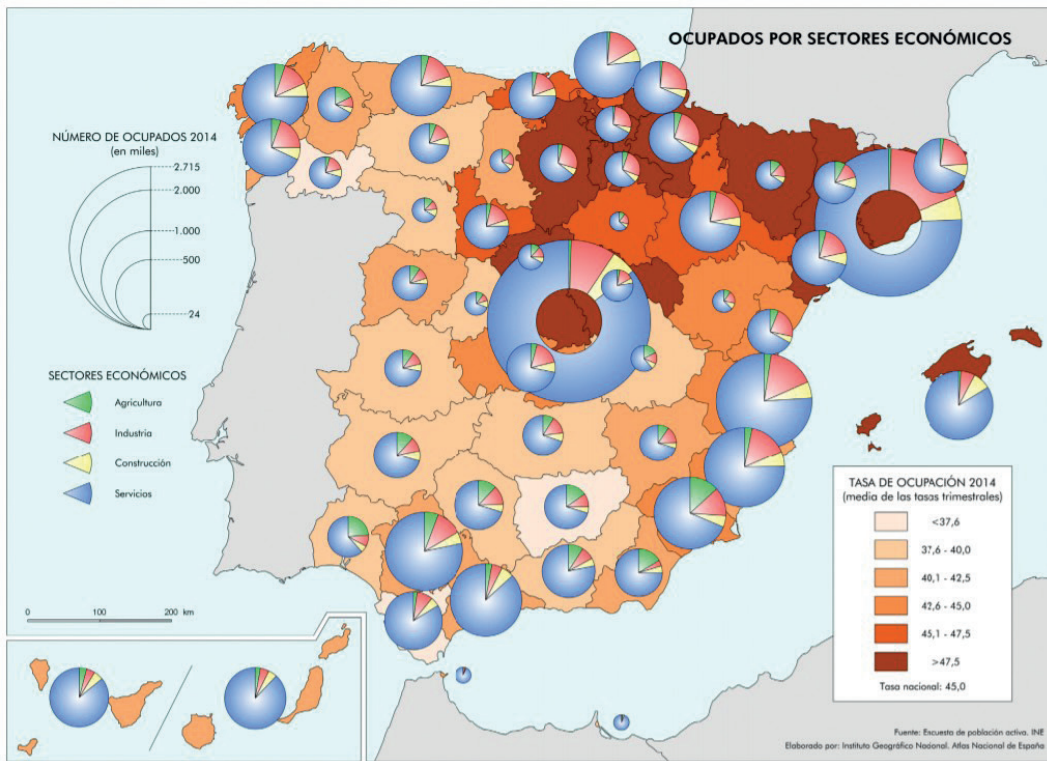 OCUPADOS POR SECTORES ECONÓMICOS
NÚMERO DE OCUPADOS 2014
(en miles)
2.715
2.000
1.000
500
24
SECTORES ECONÓMICOS
Agricultura
Industria
Construcción
Servicios
TASA DE OCUPACIÓN 2014
(media de las tasas trimestrales)
<37,6
37,6 - 40,0
40,1 - 42,5
42,6 - 45,0
45,1 - 47,5
>47,5
Tasa nacional: 45,0
0 100 200 km
Fuente: Escuesta de población activa. INE
Elaborado por: Instituto Geográfico Nacional. Atlas Nacional de España